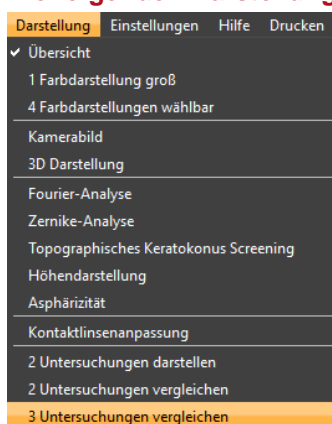 Darstellung Einstellungen Hilfe Drucken
Übersicht
1 Farbdarstellung groß
4 Farbdarstellungen wählbar
Kamerabild
3D Darstellung
Fourier-Analyse
Zernike-Analyse
Topographisches Keratokonus Screening
Höhendarstellung
Asphärizität
Kontaktlinsenanpassung
2 Untersuchungen darstellen
2 Untersuchungen vergleichen
3 Untersuchungen vergleichen